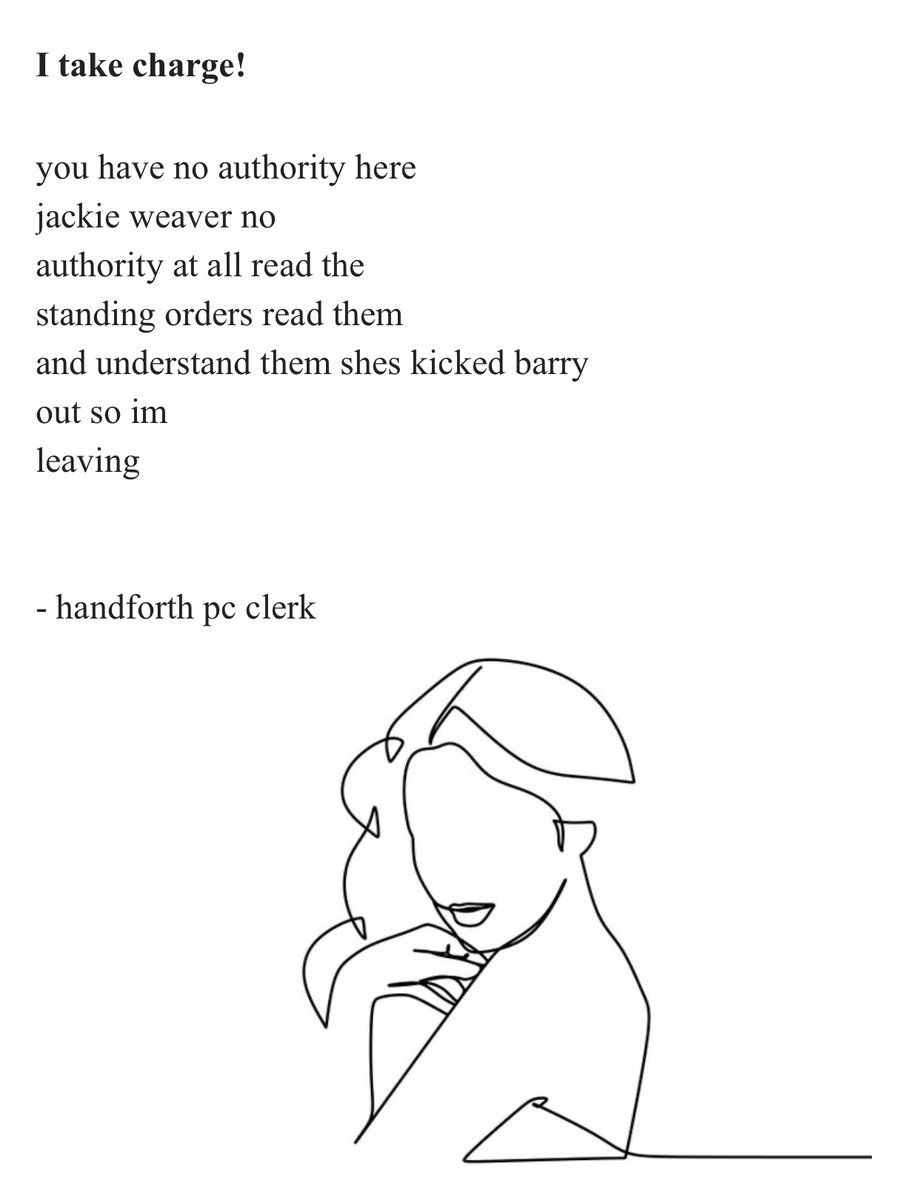 I take charge!
you have no authority here
jackie weaver no
authority at all read the
standing orders read them
and understand them shes kicked barry
out so im
leaving
- handforth pc clerk